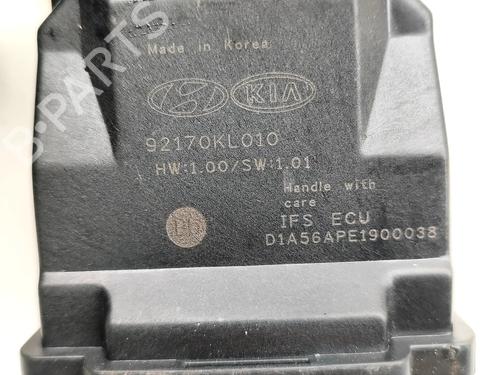 B-PARTS
Made in Korea
KIA
92170KL010
HW:1.00/SW:1.01
Handle with
care
IFS ECU
D1A56APE1900038